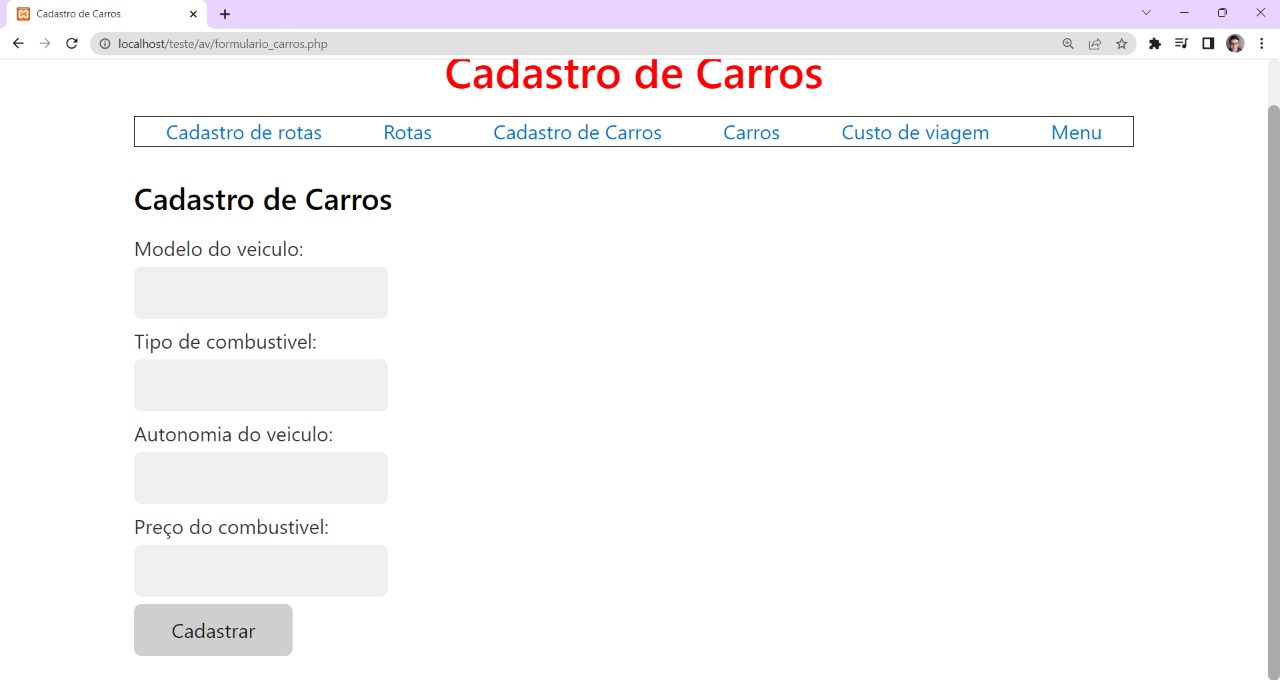 Cadastro de Carros
localhost/teste/av/formulario_carros.php
Cadastro de Carros
Cadastro de rotas Rotas Cadastro de Carros Carros Custo de viagem Menu
Cadastro de Carros
Modelo do veiculo:
Tipo de combustivel:
Autonomia do veiculo:
Preço do combustivel:
Cadastrar